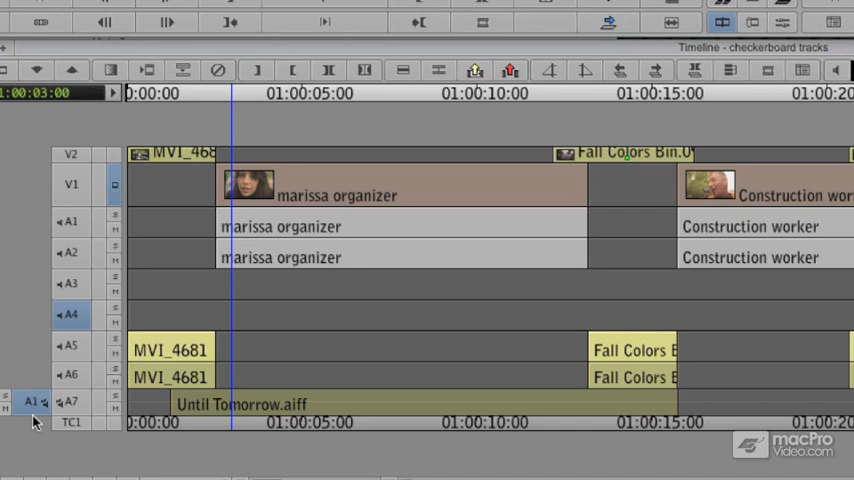 Timeline - checkerboard tracks
1:00:03:00
0:00:00
01:00:05:00
01:00:10:00
01:00:15:00
01:00:20
V2
MVI_468
Fall Colors Bin.0
V1
marissa organizer
Construction wor
S
M
A1
marissa organizer
Construction worker
S
M
A2
marissa organizer
Construction worker
S
M
A3
S
M
A4
S
M
A5
MVI_4681
Fall Colors B
S
M
A6
MVI_4681
Fall Colors B
S
M
A1
A7
Until Tomorrow.aiff
S
M
TC1
0:00:00
01:00:05:00
01:00:10:00
01:00:15:00
01:00:20
macPro
Video.com